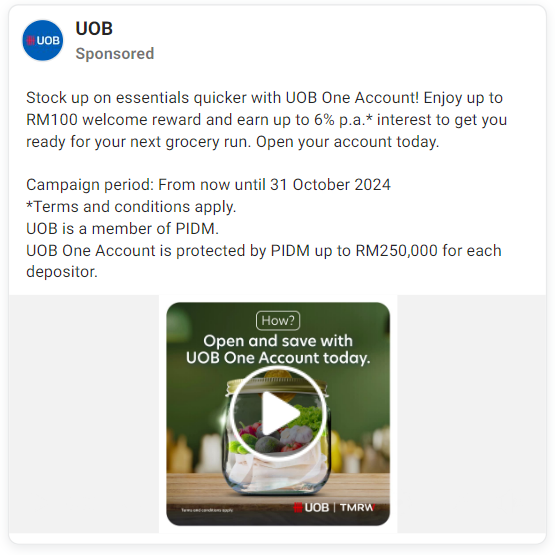 UOB
UOB
Sponsored
Stock up on essentials quicker with UOB One Account! Enjoy up to
RM100 welcome reward and earn up to 6% p.a.* interest to get you
ready for your next grocery run. Open your account today.
Campaign period: From now until 31 October 2024
*Terms and conditions apply.
UOB is a member of PIDM.
UOB One Account is protected by PIDM up to RM250,000 for each
depositor.
How?
Open and save with
UOB One Account today.
Terms and conditions apply
UOB | TMRW